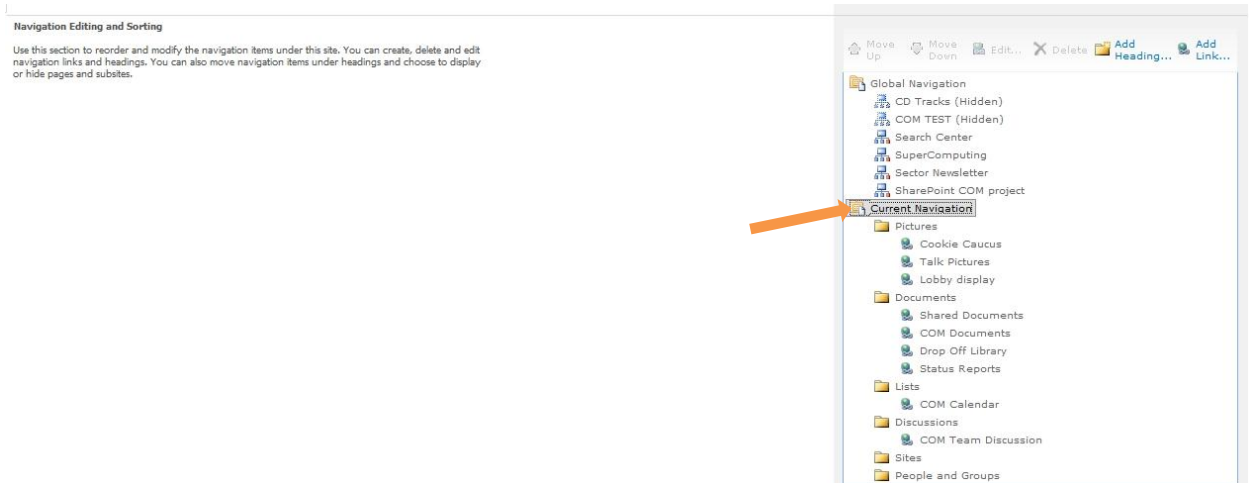 Navigation Editing and Sorting
Use this section to reorder and modify the navigation items under this site. You can create, delete and edit
navigation links and headings. You can also move navigation items under headings and choose to display
or hide pages and subsites.
Move Up Move Down Edit... Delete Add Heading... Add Link...
Global Navigation
CD Tracks (Hidden)
COM TEST (Hidden)
Search Center
SuperComputing
Sector Newsletter
SharePoint COM project
Current Navigation
Pictures
Cookie Caucus
Talk Pictures
Lobby display
Documents
Shared Documents
COM Documents
Drop Off Library
Status Reports
Lists
COM Calendar
Discussions
COM Team Discussion
Sites
People and Groups